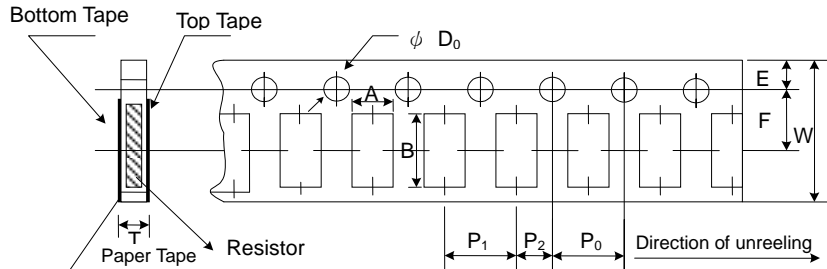 Bottom Tape
Top Tape
ψ D₀
A
E
F
B
W
T
Paper Tape
Resistor
P₁
P₂
P₀
Direction of unreeling